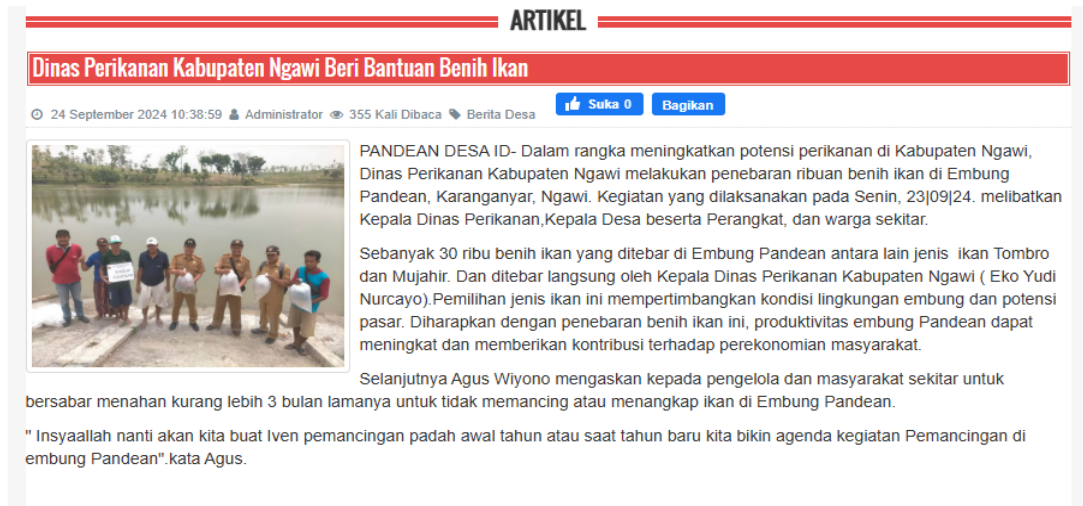 ARTIKEL
Dinas Perikanan Kabupaten Ngawi Beri Bantuan Benih Ikan
24 September 2024 10:38:59 Administrator 355 Kali Dibaca Berita Desa Suka 0 Bagikan
PANDEAN DESA ID- Dalam rangka meningkatkan potensi perikanan di Kabupaten Ngawi,
Dinas Perikanan Kabupaten Ngawi melakukan penebaran ribuan benih ikan di Embung
Pandean, Karanganyar, Ngawi. Kegiatan yang dilaksanakan pada Senin, 23|09|24. melibatkan
Kepala Dinas Perikanan,Kepala Desa beserta Perangkat, dan warga sekitar.
Sebanyak 30 ribu benih ikan yang ditebar di Embung Pandean antara lain jenis  ikan Tombro
dan Mujahir. Dan ditebar langsung oleh Kepala Dinas Perikanan Kabupaten Ngawi ( Eko Yudi
Nurcayo).Pemilihan jenis ikan ini mempertimbangkan kondisi lingkungan embung dan potensi
pasar. Diharapkan dengan penebaran benih ikan ini, produktivitas embung Pandean dapat
meningkat dan memberikan kontribusi terhadap perekonomian masyarakat.
Selanjutnya Agus Wiyono mengaskan kepada pengelola dan masyarakat sekitar untuk
bersabar menahan kurang lebih 3 bulan lamanya untuk tidak memancing atau menangkap ikan di Embung Pandean.
" Insyaallah nanti akan kita buat Iven pemancingan padah awal tahun atau saat tahun baru kita bikin agenda kegiatan Pemancingan di
embung Pandean".kata Agus.